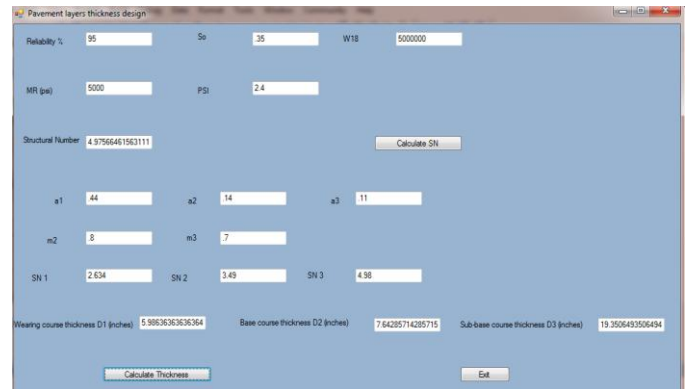 Pavement layers thickness design
Reliability % 95 So .35 W18 5000000
MR (psi) 5000 PSI 2.4
Structural Number 4.97566461563111 Calculate SN
a1 .44 a2 .14 a3 .11
m2 .8 m3 .7
SN 1 2.634 SN 2 3.49 SN 3 4.98
Wearing course thickness D1 (inches) 5.98636363636364 Base course thickness D2 (inches) 7.64285714285715 Sub-base course thickness D3 (inches) 19.3506493506494
Calculate Thickness Exit